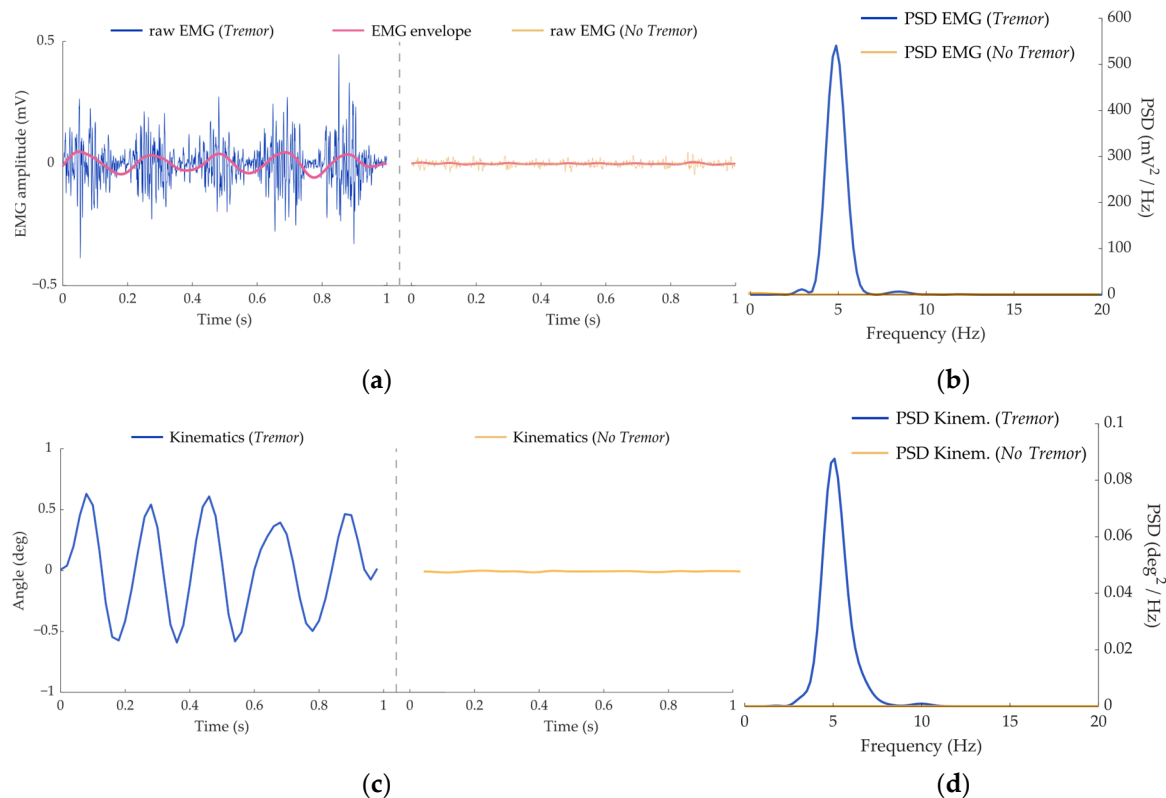 raw EMG (Tremor) EMG envelope raw EMG (No Tremor)
0.5
0
−0.5
EMG amplitude (mV)
0 0.2 0.4 0.6 0.8 1
Time (s)
0 0.2 0.4 0.6 0.8 1
Time (s)
(a)
PSD EMG (Tremor)
PSD EMG (No Tremor)
600
500
400
300
200
100
0
PSD (mV² / Hz)
0 5 10 15 20
Frequency (Hz)
(b)
Kinematics (Tremor) Kinematics (No Tremor)
1
0.5
0
−0.5
−1
Angle (deg)
0 0.2 0.4 0.6 0.8 1
Time (s)
0 0.2 0.4 0.6 0.8 1
Time (s)
(c)
PSD Kinem. (Tremor)
PSD Kinem. (No Tremor)
0.1
0.08
0.06
0.04
0.02
0
PSD (deg² / Hz)
0 5 10 15 20
Frequency (Hz)
(d)